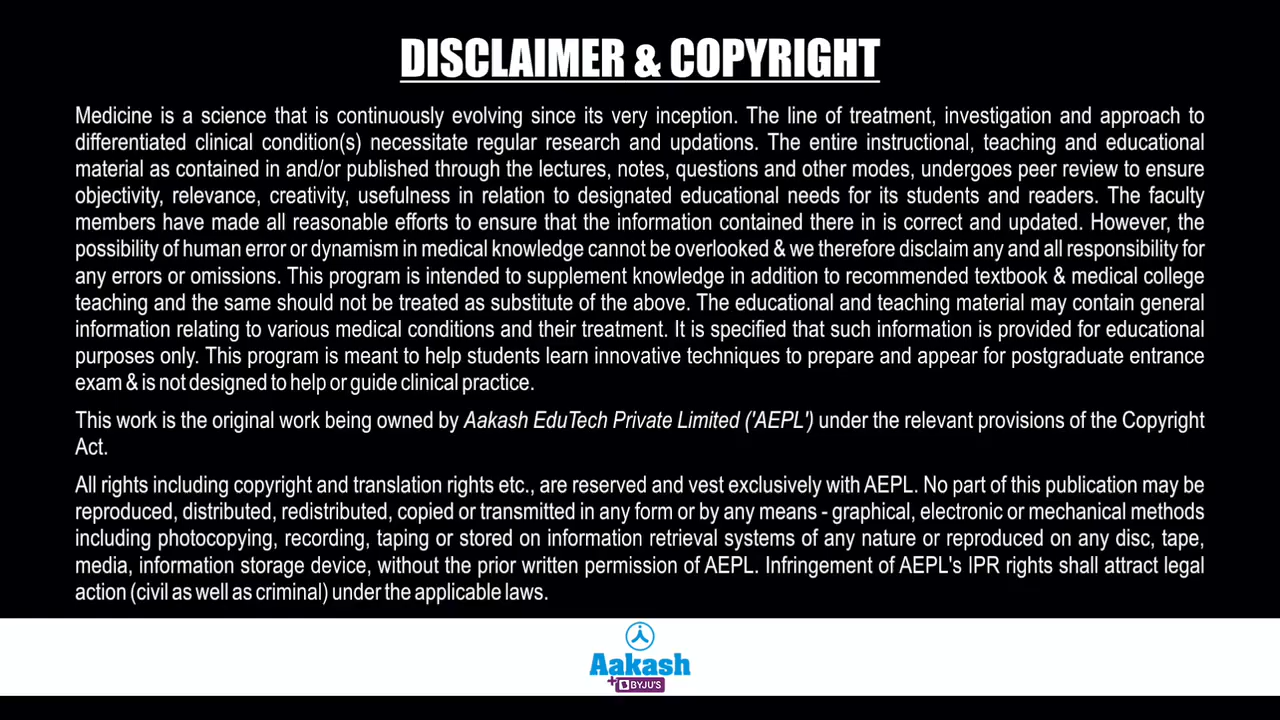 DISCLAIMER & COPYRIGHT
Medicine is a science that is continuously evolving since its very inception. The line of treatment, investigation and approach to
differentiated clinical condition(s) necessitate regular research and updations. The entire instructional, teaching and educational
material as contained in and/or published through the lectures, notes, questions and other modes, undergoes peer review to ensure
objectivity, relevance, creativity, usefulness in relation to designated educational needs for its students and readers. The faculty
members have made all reasonable efforts to ensure that the information contained there in is correct and updated. However, the
possibility of human error or dynamism in medical knowledge cannot be overlooked & we therefore disclaim any and all responsibility for
any errors or omissions. This program is intended to supplement knowledge in addition to recommended textbook & medical college
teaching and the same should not be treated as substitute of the above. The educational and teaching material may contain general
information relating to various medical conditions and their treatment. It is specified that such information is provided for educational
purposes only. This program is meant to help students learn innovative techniques to prepare and appear for postgraduate entrance
exam & is not designed to help or guide clinical practice.
This work is the original work being owned by Aakash EduTech Private Limited ('AEPL') under the relevant provisions of the Copyright
Act.
All rights including copyright and translation rights etc., are reserved and vest exclusively with AEPL. No part of this publication may be
reproduced, distributed, redistributed, copied or transmitted in any form or by any means - graphical, electronic or mechanical methods
including photocopying, recording, taping or stored on information retrieval systems of any nature or reproduced on any disc, tape,
media, information storage device, without the prior written permission of AEPL. Infringement of AEPL's IPR rights shall attract legal
action (civil as well as criminal) under the applicable laws.
Aakash
+ BYJU'S